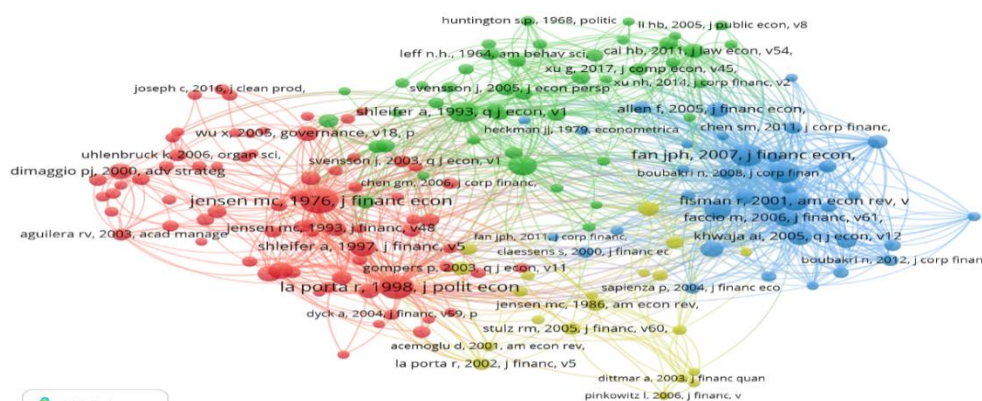 huntington s.p., 1968, politic
li hb, 2005, j public econ, v8
leff n.h., 1964, am behav sci,
cal hb, 2011, j law econ, v54,
xu g, 2017, j comp econ, v45,
joseph c, 2016, j clean prod,
svensson j, 2005, j econ persp
xu nh, 2014, j corp financ, v2
shleifer a, 1993, q j econ, v1
allen f, 2005, j financ econ,
wu x, 2005, governance, v18, p
heckman jj, 1979, econometrica
chen sm, 2011, j corp financ,
uhlenbruck k, 2006, organ sci,
svensson j, 2003, q j econ, v1
fan jph, 2007, j financ econ,
dimaggio pj, 2000, adv strateg
chen gm, 2006, j corp financ,
boubakri n, 2008, j corp finan
jensen mc, 1976, j financ econ
fisman r, 2001, am econ rev, v
faccio m, 2006, j financ, v61,
aguilera rv, 2003, acad manage
jensen mc, 1993, j financ, v48
fan jph, 2011, j corp financ,
khwaja ai, 2005, q j econ, v12
shleifer a, 1997, j financ, v5
claessens s, 2000, j financ ec
boubakri n, 2012, j corp finan
gompers p, 2003, q j econ, v11
la porta r, 1998, j polit econ
sapienza p, 2004, j financ eco
jensen mc, 1986, am econ rev,
dyck a, 2004, j financ, v59, p
stulz rm, 2005, j financ, v60,
acemoglu d, 2001, am econ rev,
la porta r, 2002, j financ, v5
dittmar a, 2003, j financ quan
pinkowitz l, 2006, j financ, v